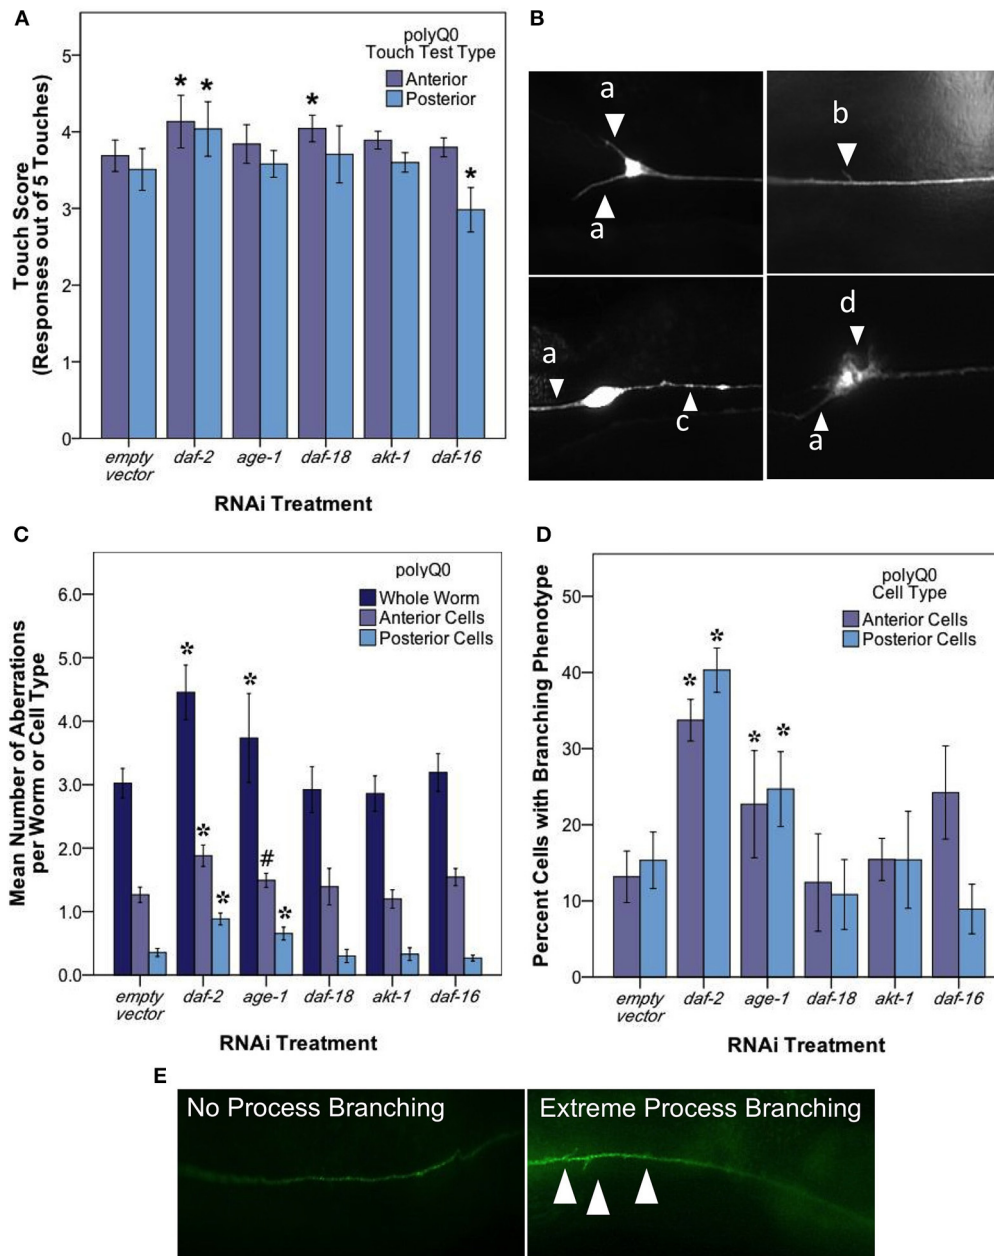 A
polyQ0
Touch Test Type
Anterior
Posterior
5
4
3
2
1
0
Touch Score
(Responses out of 5 Touches)
* * * *
empty vector
daf-2
age-1
daf-18
akt-1
daf-16
RNAi Treatment
B
a
a
b
a
c
d
a
C
polyQ0
Whole Worm
Anterior Cells
Posterior Cells
6.0
5.0
4.0
3.0
2.0
1.0
0.0
Mean Number of Aberrations
per Worm or Cell Type
* * * * # *
empty vector
daf-2
age-1
daf-18
akt-1
daf-16
RNAi Treatment
D
polyQ0
Cell Type
Anterior Cells
Posterior Cells
50
40
30
20
10
0
Percent Cells with Branching Phenotype
* * * *
empty vector
daf-2
age-1
daf-18
akt-1
daf-16
RNAi Treatment
E
No Process Branching
Extreme Process Branching